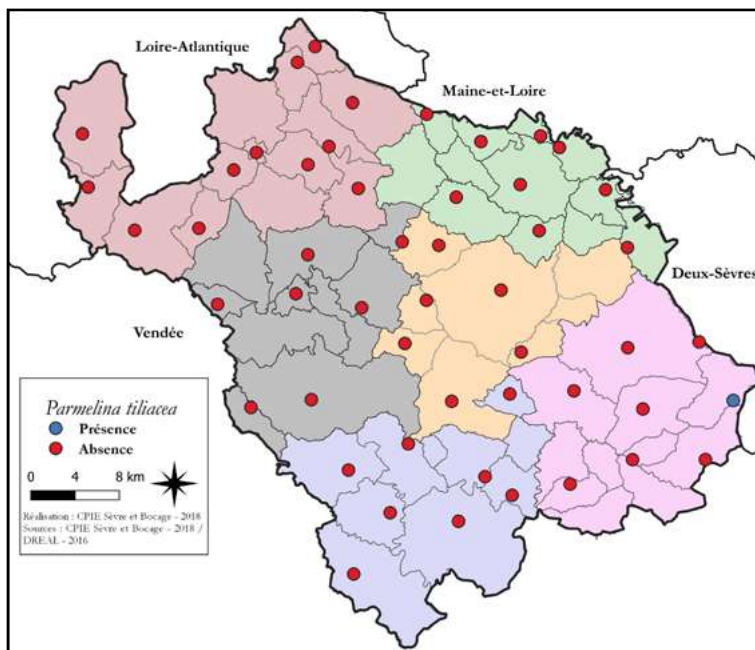 Loire-Atlantique
Maine-et-Loire
Deux-Sèvres
Vendée
Parmelina tiliacea
Présence
Absence
0 4 8 km
Réalisation : CPIE Sèvre et Bocage - 2018
Sources : CPIE Sèvre et Bocage - 2018 /
DREAL - 2016